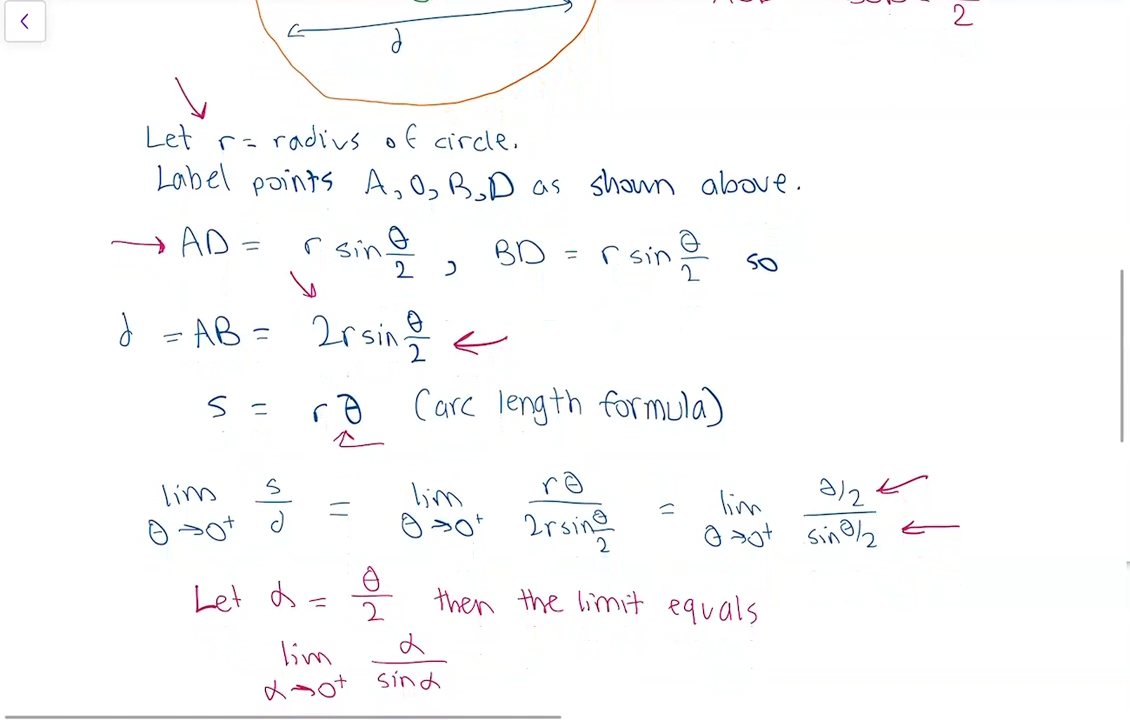 2
d
Let r = radius of circle.
Label points A, O, B, D as shown above.
AD = r sin θ/2 , BD = r sin θ/2 so
d = AB = 2r sin θ/2
s = rθ (arc length formula)
lim θ→0⁺ s/d = lim θ→0⁺ rθ/(2r sin θ/2) = lim θ→0⁺ (θ/2)/(sin θ/2)
Let α = θ/2 then the limit equals
lim α→0⁺ α/sin α